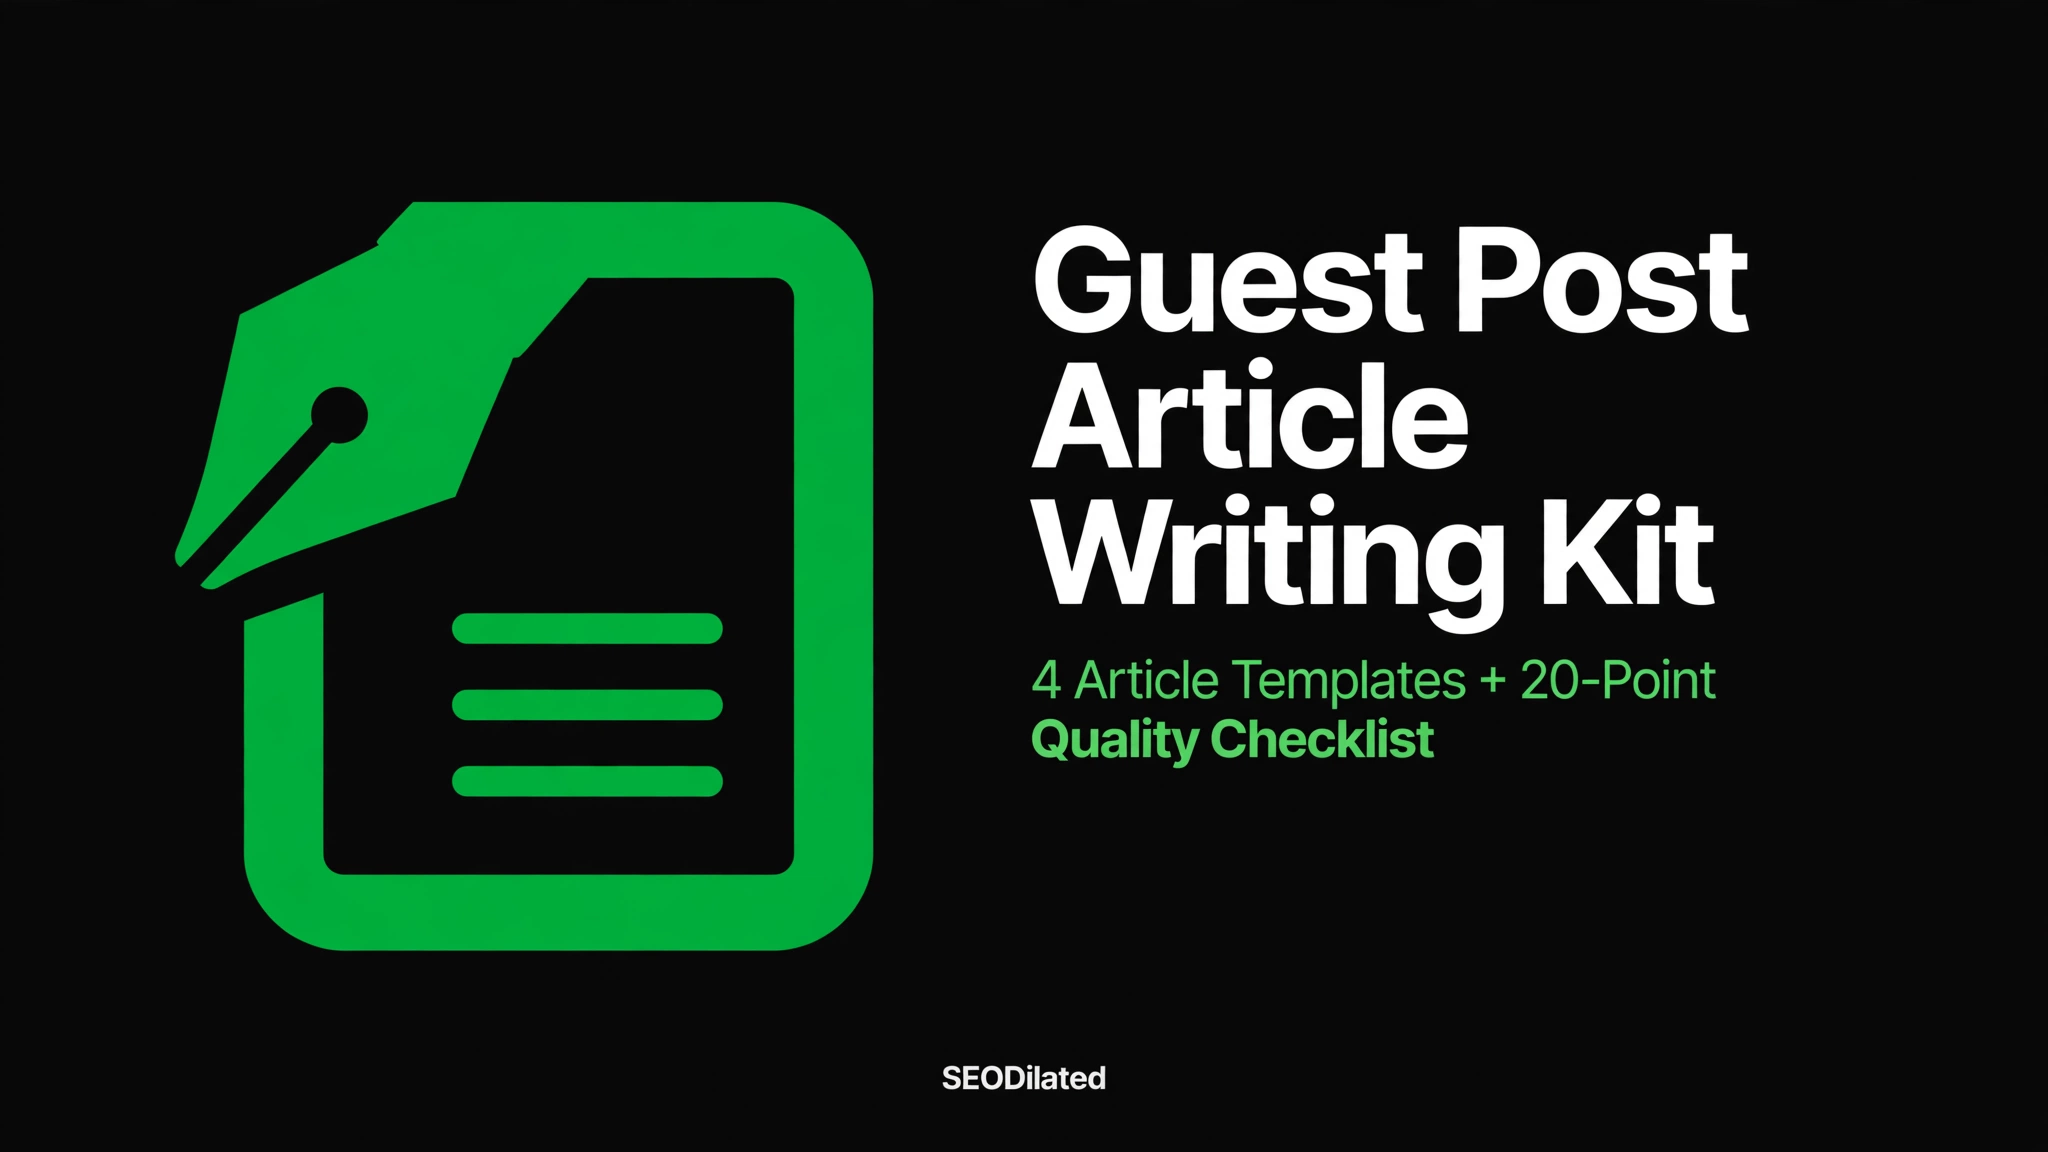 Guest Post
Article
Writing Kit
4 Article Templates + 20-Point
Quality Checklist
SEODilated